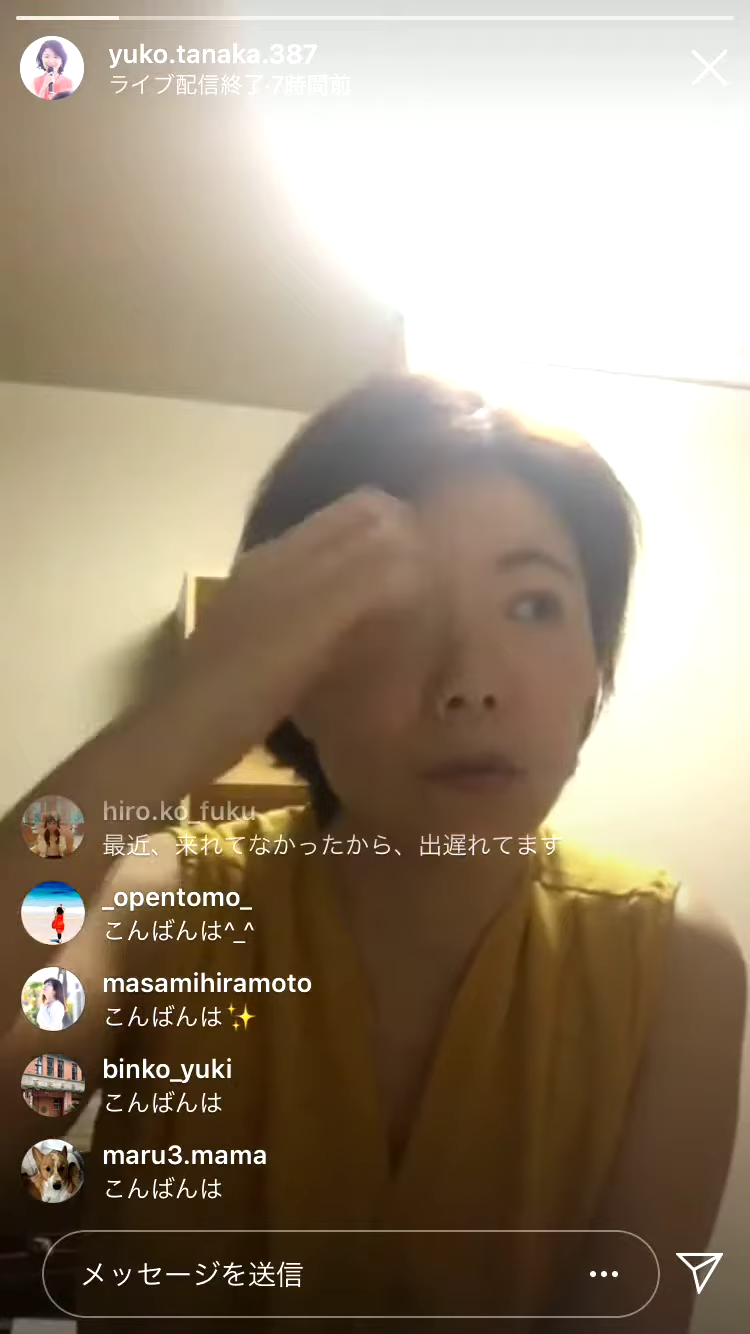 yuko.tanaka.387
ライブ配信終了·7時間前
hiro.ko_fuku
最近、来れてなかったから、出遅れてます
_opentomo_
こんばんは^_^
masamihiramoto
こんばんは✨
binko_yuki
こんばんは
maru3.mama
こんばんは
メッセージを送信